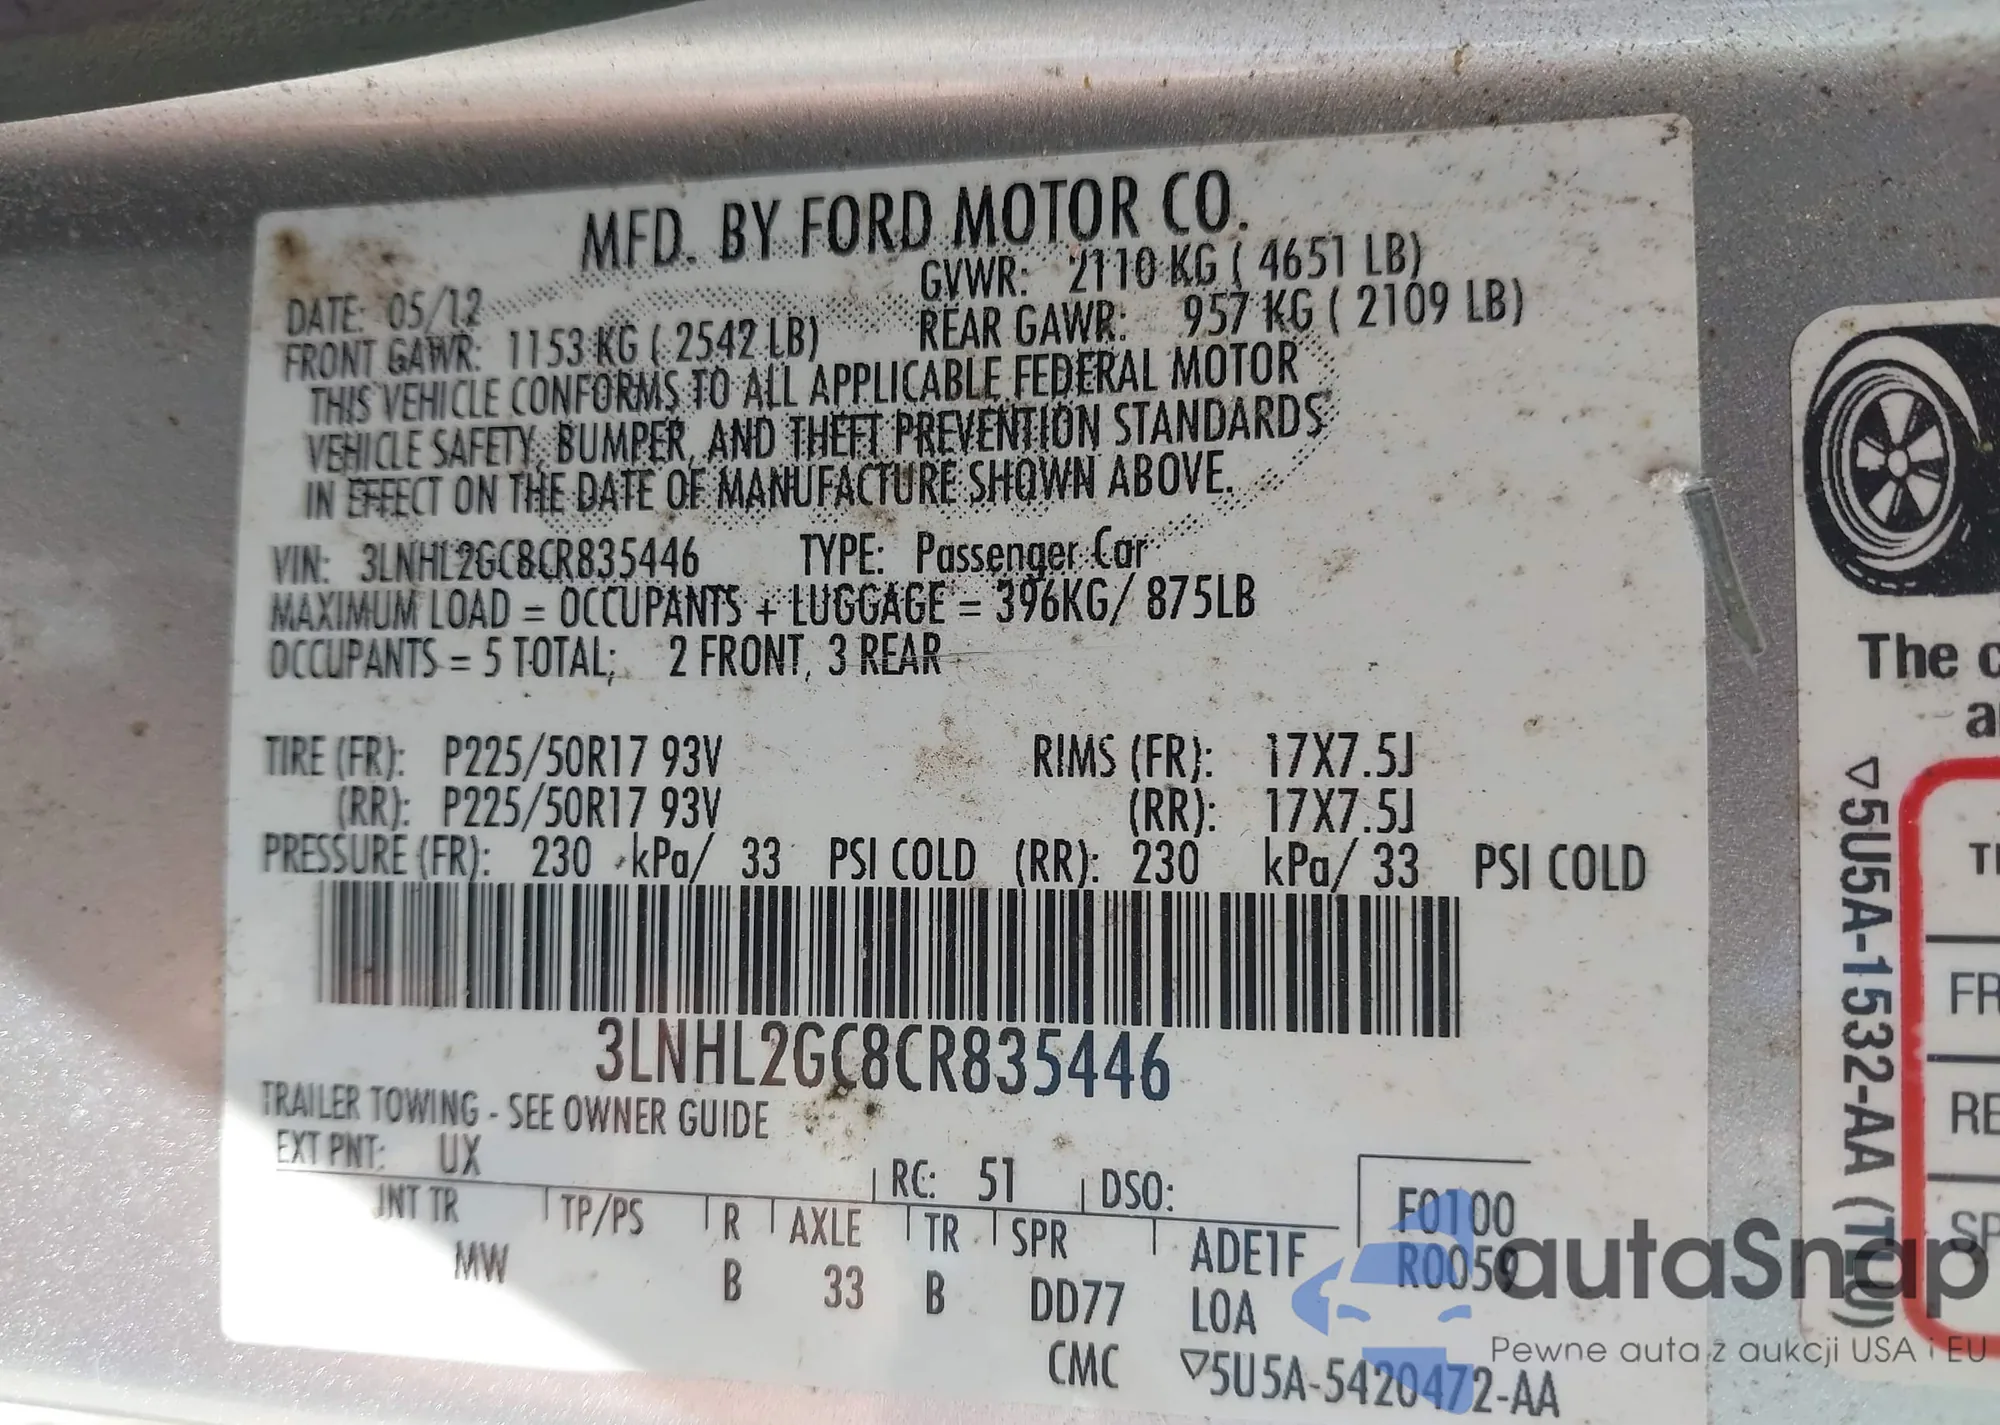 MFD. BY FORD MOTOR CO.
DATE: 05/12 GVWR: 2110 KG ( 4651 LB)
FRONT GAWR: 1153 KG ( 2542 LB) REAR GAWR: 957 KG ( 2109 LB)
THIS VEHICLE CONFORMS TO ALL APPLICABLE FEDERAL MOTOR
VEHICLE SAFETY, BUMPER, AND THEFT PREVENTION STANDARDS
IN EFFECT ON THE DATE OF MANUFACTURE SHOWN ABOVE.
VIN: 3LNHL2GC8CR835446 TYPE: Passenger Car
MAXIMUM LOAD = OCCUPANTS + LUGGAGE = 396KG/ 875LB
OCCUPANTS = 5 TOTAL; 2 FRONT, 3 REAR
TIRE (FR): P225/50R17 93V RIMS (FR): 17X7.5J
(RR): P225/50R17 93V (RR): 17X7.5J
PRESSURE (FR): 230 kPa/ 33 PSI COLD (RR): 230 kPa/ 33 PSI COLD
3LNHL2GC8CR835446
TRAILER TOWING - SEE OWNER GUIDE
EXT PNT: UX RC: 51 DSO:
INT TR TP/PS R AXLE TR SPR ADE1F F0100
MW B 33 B DD77 LOA R0059
CMC ▽5U5A-5420472-AA
The
▽5U5A-1532-AA (TUU)
FR
RE
SP
autaSnap
Pewne auta z aukcji USA i EU